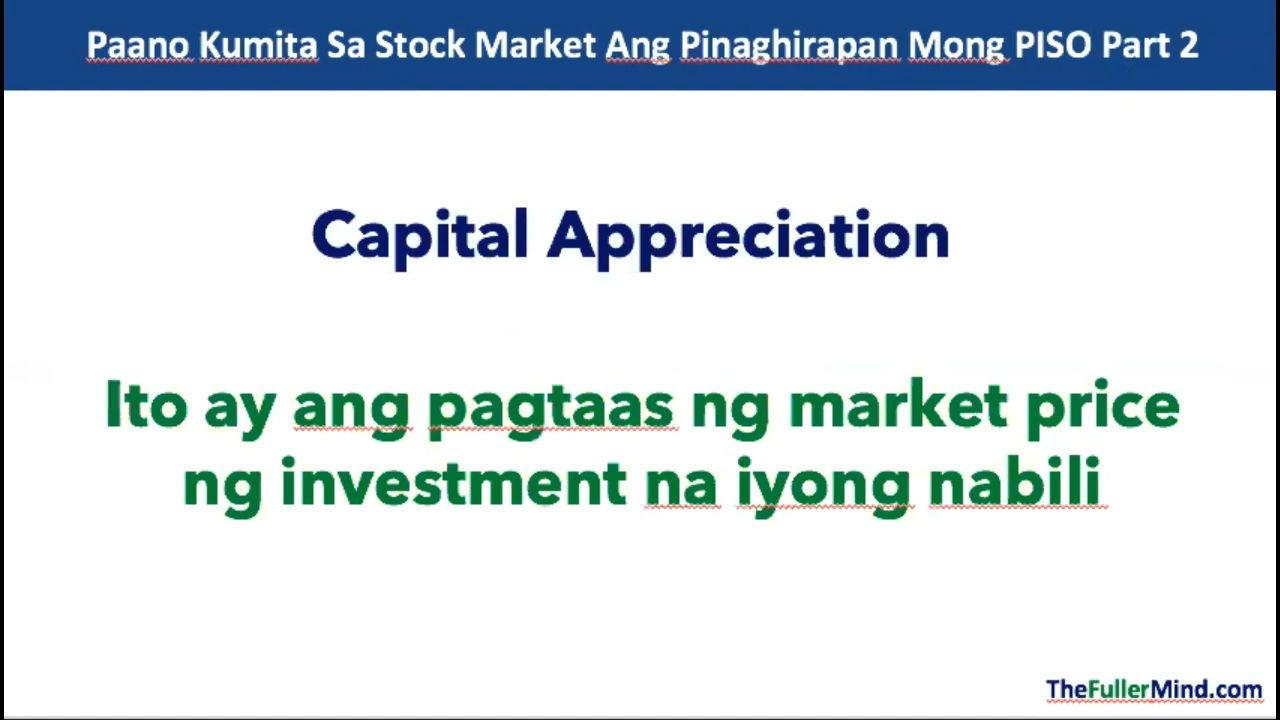 Paano Kumita Sa Stock Market Ang Pinaghirapan Mong PISO Part 2
Capital Appreciation
Ito ay ang pagtaas ng market price
ng investment na iyong nabili
TheFullerMind.com